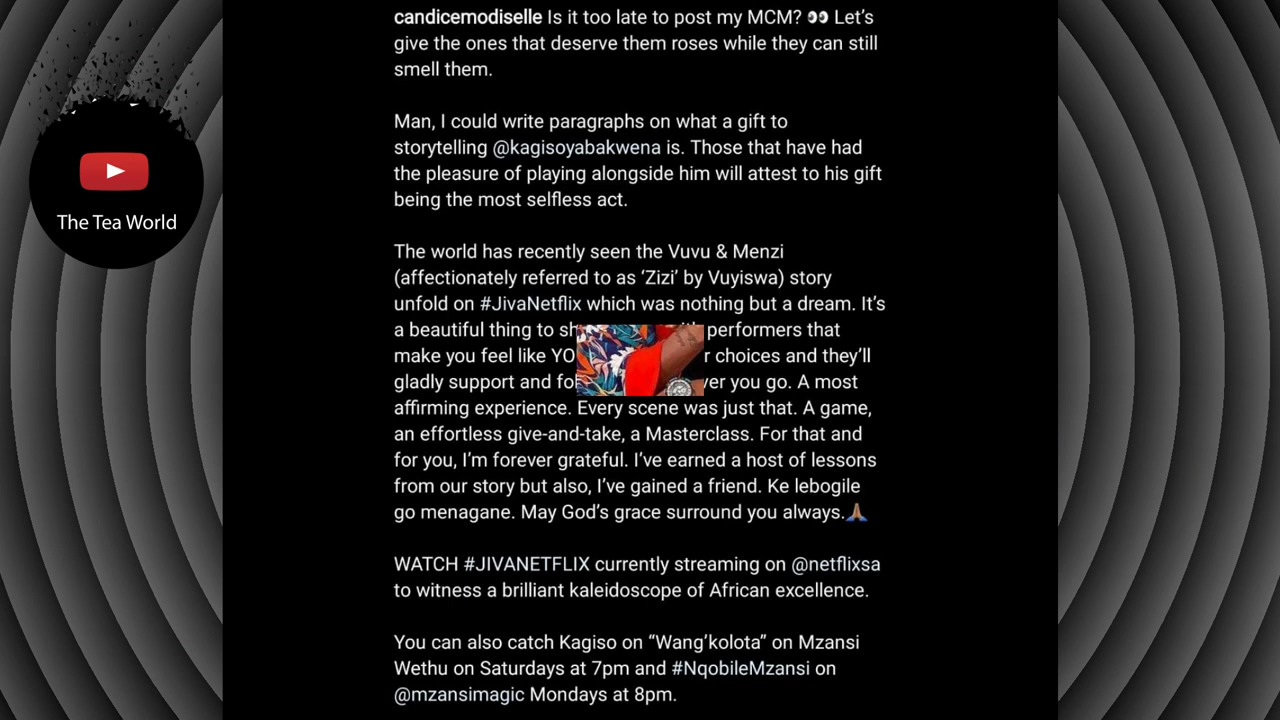 candicemodiselle Is it too late to post my MCM? 👀 Let's
give the ones that deserve them roses while they can still
smell them.
Man, I could write paragraphs on what a gift to
storytelling @kagisoyabakwena is. Those that have had
the pleasure of playing alongside him will attest to his gift
being the most selfless act.
The world has recently seen the Vuvu & Menzi
(affectionately referred to as ‘Zizi’ by Vuyiswa) story
unfold on #JivaNetflix which was nothing but a dream. It’s
a beautiful thing to performers that
make you feel like choices and they’ll
gladly support and you go. A most
affirming experience. Every scene was just that. A game,
an effortless give-and-take, a Masterclass. For that and
for you, I’m forever grateful. I’ve earned a host of lessons
from our story but also, I’ve gained a friend. Ke lebogile
go menagane. May God’s grace surround you always.🙏🏽
WATCH #JIVANETFLIX currently streaming on @netflixsa
to witness a brilliant kaleidoscope of African excellence.
You can also catch Kagiso on “Wang’kolota” on Mzansi
Wethu on Saturdays at 7pm and #NqobileMzansi on
@mzansimagic Mondays at 8pm.
The Tea World